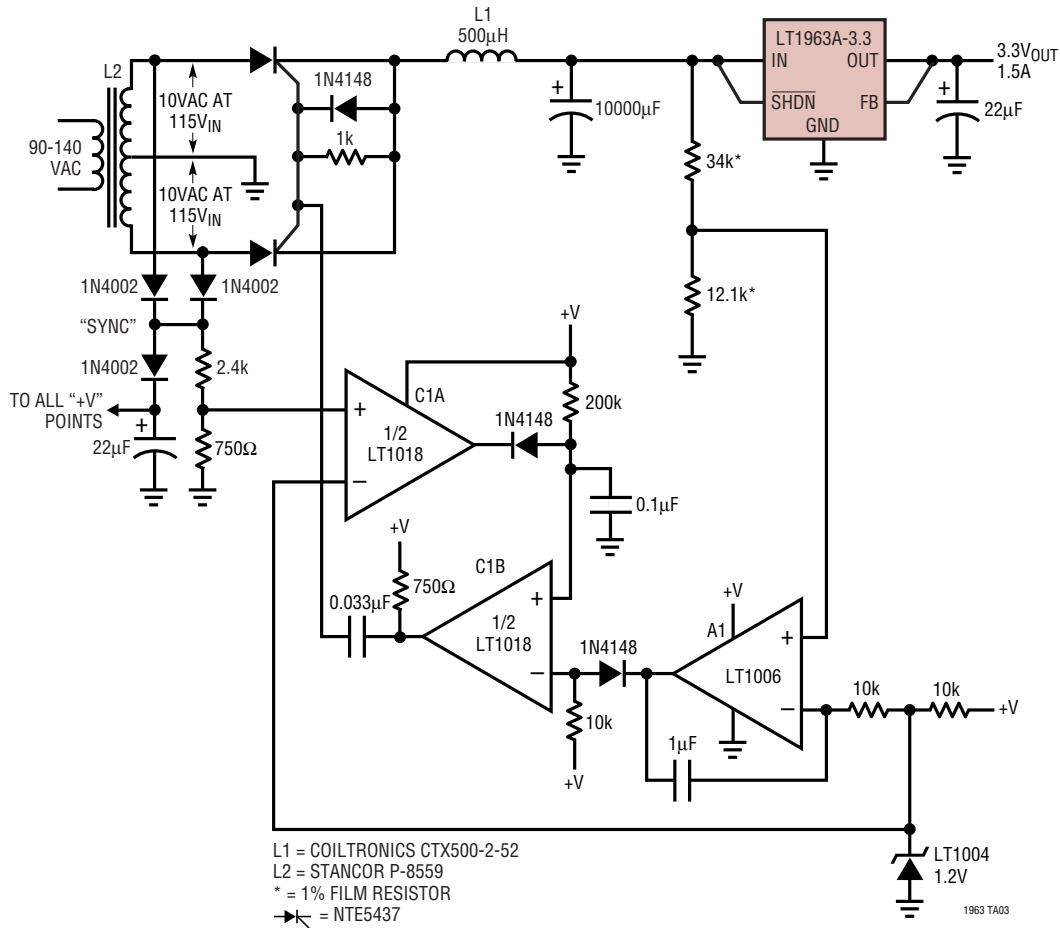 L1
500µH
LT1963A-3.3
IN
OUT
SHDN
FB
GND
3.3VOUT
1.5A
L2
10VAC AT
115VIN
1N4148
1k
+
10000µF
+
22µF
90-140
VAC
10VAC AT
115VIN
34k*
12.1k*
1N4002
1N4002
"SYNC"
1N4002
2.4k
TO ALL "+V"
POINTS
+
22µF
750Ω
+V
C1A
+
1/2
LT1018
–
1N4148
200k
0.1µF
+V
750Ω
C1B
0.033µF
+
1/2
LT1018
–
1N4148
10k
+V
+V
A1
+
LT1006
–
10k
10k
+V
1µF
LT1004
1.2V
L1 = COILTRONICS CTX500-2-52
L2 = STANCOR P-8559
* = 1% FILM RESISTOR
= NTE5437
1963 TA03